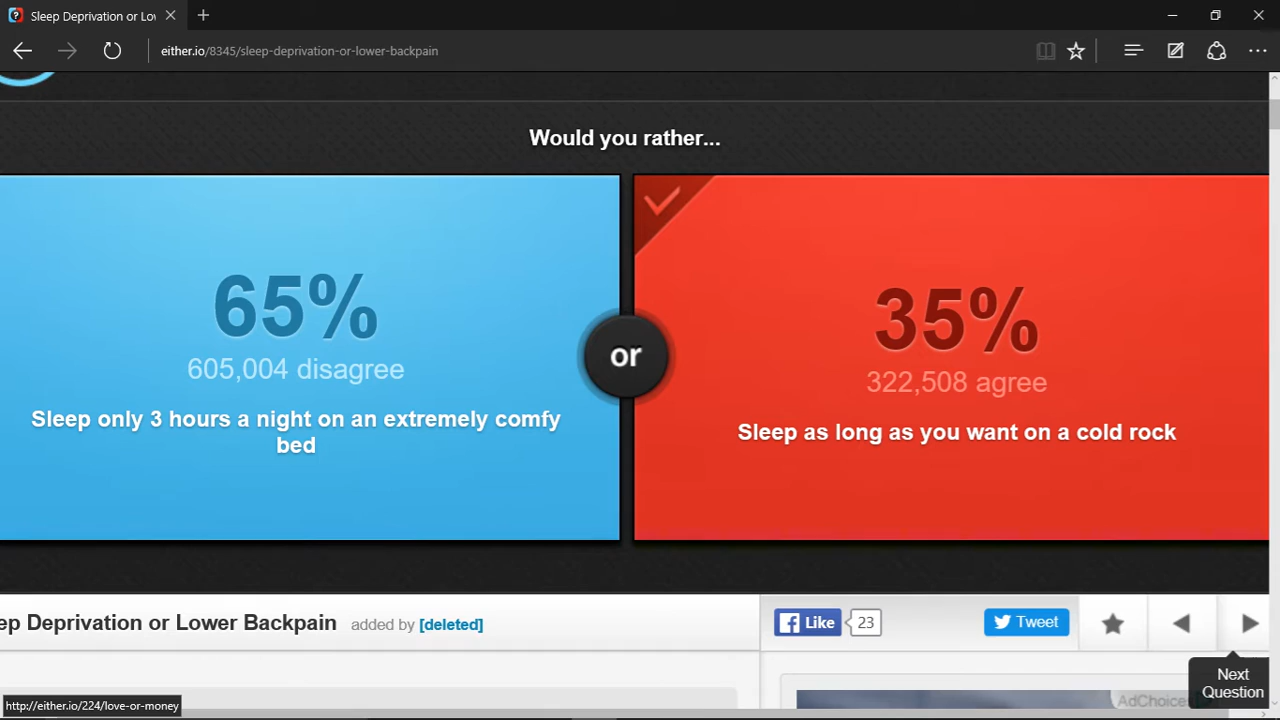 Sleep Deprivation or Lov
either.io/8345/sleep-deprivation-or-lower-backpain
Would you rather...
65%
605,004 disagree
Sleep only 3 hours a night on an extremely comfy
bed
or
35%
322,508 agree
Sleep as long as you want on a cold rock
ep Deprivation or Lower Backpain added by [deleted]
Like 23
Tweet
Next
Question
AdChoices
http://either.io/224/love-or-money